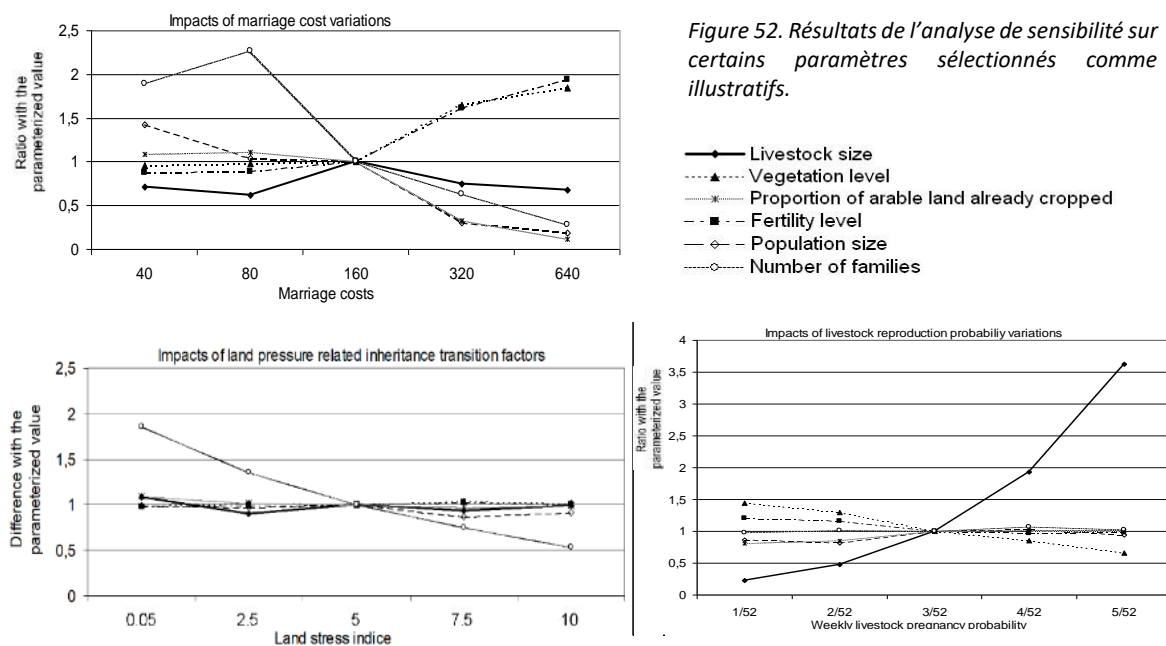 Impacts of marriage cost variations
2,5
2
1,5
1
0,5
0
Ratio with the
parameterized value
40 80 160 320 640
Marriage costs
Figure 52. Résultats de l’analyse de sensibilité sur
certains paramètres sélectionnés comme
illustratifs.
Livestock size
Vegetation level
Proportion of arable land already cropped
Fertility level
Population size
Number of families
Impacts of land pressure related inheritance transition factors
2,5
2
1,5
1
0,5
0
Difference with the
parameterized value
0.05 2.5 5 7.5 10
Land stress indice
Impacts of livestock reproduction probabiliy variations
4
3,5
3
2,5
2
1,5
1
0,5
0
Ratio with the
parameterized value
1/52 2/52 3/52 4/52 5/52
Weekly livestock pregnancy probability